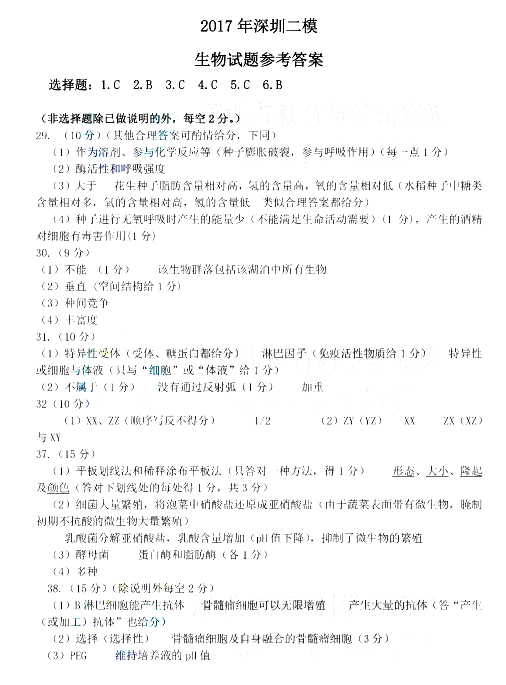 2017年深圳二模
生物试题参考答案
选择题：1.C 2.B 3.C 4.C 5.C 6.B
（非选择题除已做说明的外，每空2分。）
29.（10分）（其他合理答案可酌情给分，下同）
（1）作为溶剂、参与化学反应等（种子膨胀破裂，参与呼吸作用）（每一点1分）
（2）酶活性和呼吸强度
（3）大于 花生种子脂肪含量相对高，氢的含量高，氧的含量相对低（水稻种子中糖类
含量相对多，氧的含量相对高，氢的含量低 类似合理答案都给分）
（4）种子进行无氧呼吸时产生的能量少（不能满足生命活动需要）（1分），产生的酒精
对细胞有毒害作用(1分)
30.（9分）
（1）不能 （1分） 该生物群落包括该湖泊中所有生物
（2）垂直（空间结构给1分）
（3）种间竞争
（4）丰富度
31.（10分）
（1）特异性受体（受体、糖蛋白都给分） 淋巴因子（免疫活性物质给1分） 特异性
或细胞与体液（只写“细胞”或“体液”给1分）
（2）不属于（1分） 没有通过反射弧（1分） 加重
32（10分）
（1）XX、ZZ（顺序写反不得分） 1/2 （2）ZY（YZ） XX ZX（XZ）
与XY
37.（15分）
（1）平板划线法和稀释涂布平板法（只答对一种方法，得1分） 形态、大小、隆起
及颜色（答对下划线处的每处得1分，共3分）
（2）细菌大量繁殖，将泡菜中硝酸盐还原成亚硝酸盐（由于蔬菜表面带有微生物，腌制
初期不抗酸的微生物大量繁殖）
乳酸菌分解亚硝酸盐，乳酸含量增加（pH值下降），抑制了微生物的繁殖
（3）酵母菌 蛋白酶和脂肪酶（各1分）
（4）多种
38.（15分）（除说明外每空2分）
（1）B淋巴细胞能产生抗体 骨髓瘤细胞可以无限增殖 产生大量的抗体（答“产生
（或加工）抗体”也给分）
（2）选择（选择性） 骨髓瘤细胞及自身融合的骨髓瘤细胞（3分）
（3）PEG 维持培养液的pH值